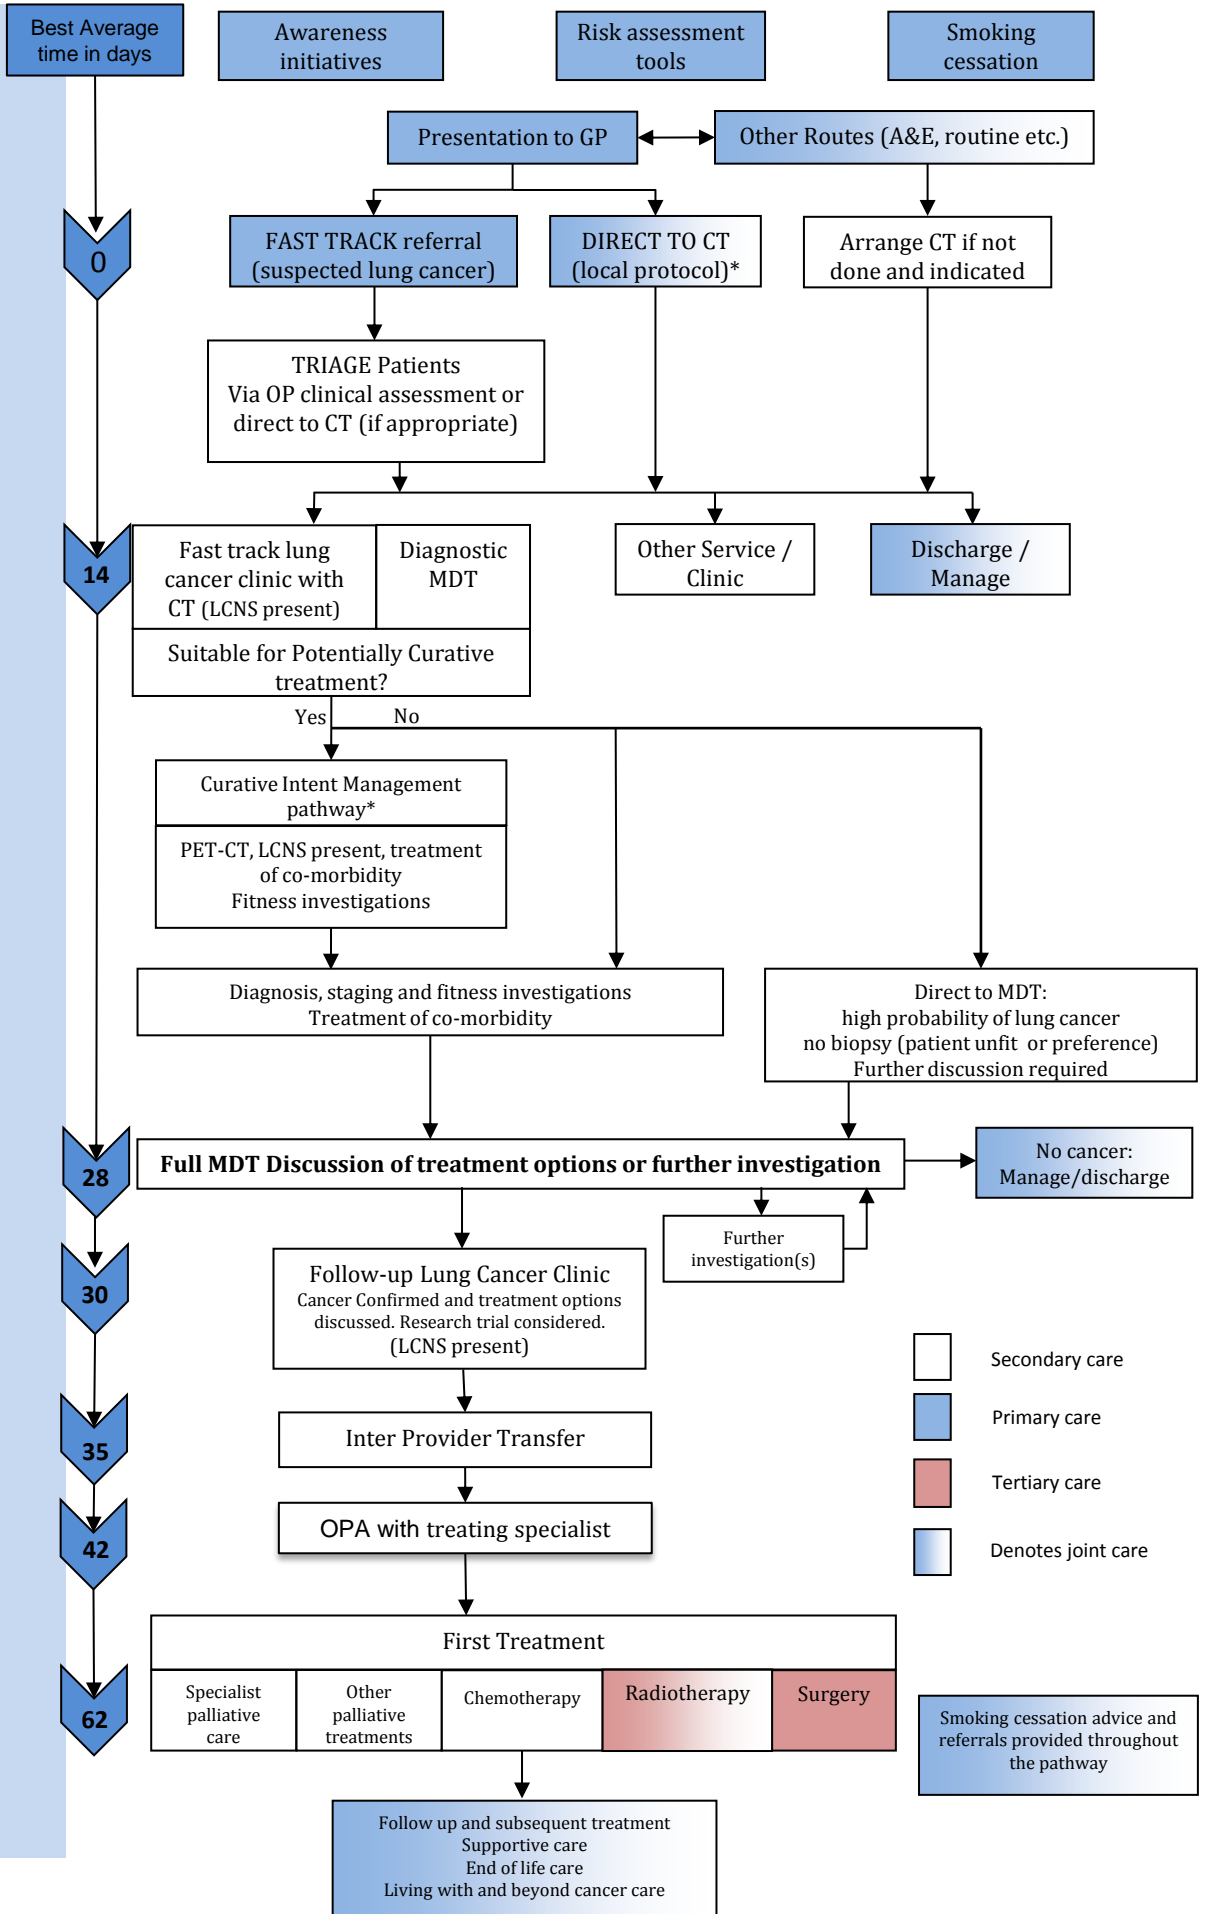 Best Average
time in days
Awareness
initiatives
Risk assessment
tools
Smoking
cessation
Presentation to GP
Other Routes (A&E, routine etc.)
0
FAST TRACK referral
(suspected lung cancer)
DIRECT TO CT
(local protocol)*
Arrange CT if not
done and indicated
TRIAGE Patients
Via OP clinical assessment or
direct to CT (if appropriate)
14
Fast track lung
cancer clinic with
CT (LCNS present)
Diagnostic
MDT
Other Service /
Clinic
Discharge /
Manage
Suitable for Potentially Curative
treatment?
Yes
No
Curative Intent Management
pathway*
PET-CT, LCNS present, treatment
of co-morbidity
Fitness investigations
Diagnosis, staging and fitness investigations
Treatment of co-morbidity
Direct to MDT:
high probability of lung cancer
no biopsy (patient unfit or preference)
Further discussion required
28
Full MDT Discussion of treatment options or further investigation
No cancer:
Manage/discharge
Further
investigation(s)
30
Follow-up Lung Cancer Clinic
Cancer Confirmed and treatment options
discussed. Research trial considered.
(LCNS present)
Secondary care
Primary care
Tertiary care
Denotes joint care
35
Inter Provider Transfer
42
OPA with treating specialist
First Treatment
62
Specialist
palliative
care
Other
palliative
treatments
Chemotherapy
Radiotherapy
Surgery
Smoking cessation advice and
referrals provided throughout
the pathway
Follow up and subsequent treatment
Supportive care
End of life care
Living with and beyond cancer care